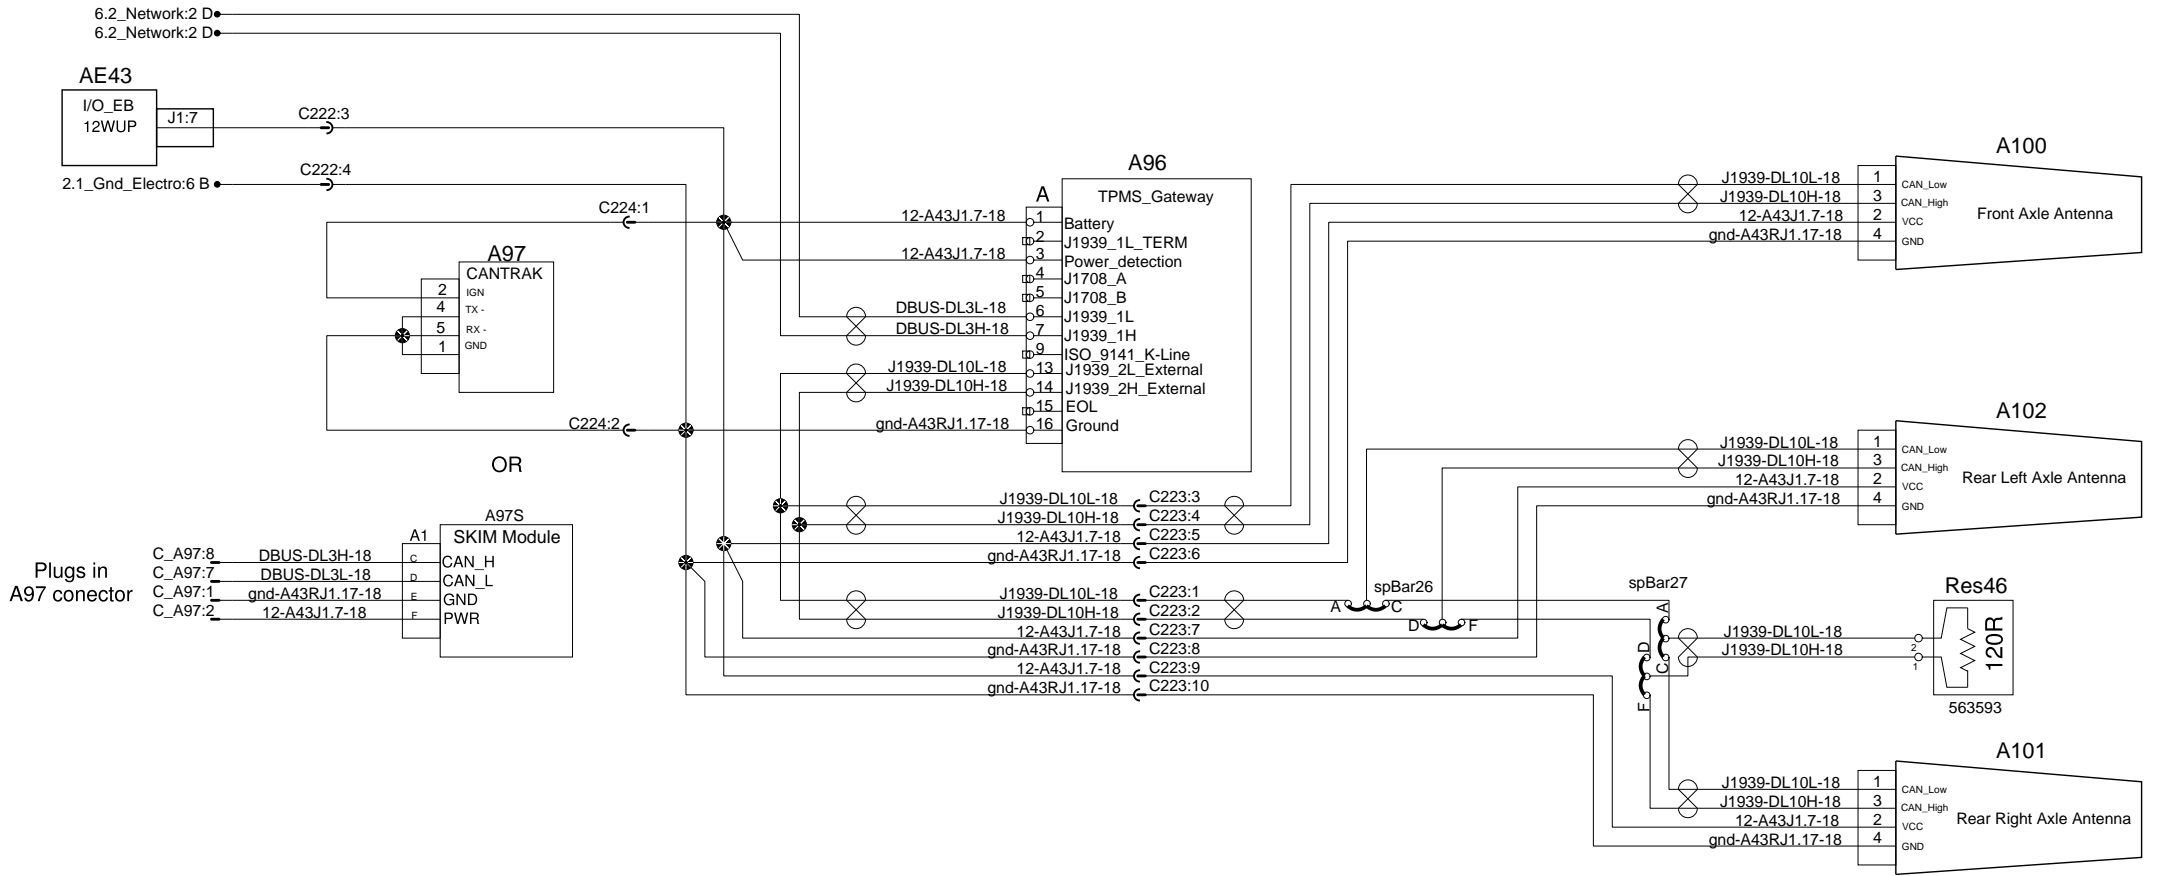 6.2_Network:2 D
6.2_Network:2 D
AE43
I/O_EB
12WUP
J1:7
C222:3
C222:4
2.1_Gnd_Electro:6 B
C224:1
A97
CANTRAK
2 IGN
4 TX -
5 RX -
1 GND
C224:2
OR
A97S
A1
SKIM Module
C_A97:8 DBUS-DL3H-18 C CAN_H
C_A97:7 DBUS-DL3L-18 D CAN_L
C_A97:1 gnd-A43RJ1.17-18 E GND
C_A97:2 12-A43J1.7-18 F PWR
Plugs in
A97 conector
A96
A
TPMS_Gateway
12-A43J1.7-18 1 Battery
2 J1939_1L_TERM
12-A43J1.7-18 3 Power_detection
4 J1708_A
5 J1708_B
DBUS-DL3L-18 6 J1939_1L
DBUS-DL3H-18 7 J1939_1H
9 ISO_9141_K-Line
J1939-DL10L-18 13 J1939_2L_External
J1939-DL10H-18 14 J1939_2H_External
15 EOL
gnd-A43RJ1.17-18 16 Ground
J1939-DL10L-18 C223:3
J1939-DL10H-18 C223:4
12-A43J1.7-18 C223:5
gnd-A43RJ1.17-18 C223:6
J1939-DL10L-18 C223:1
J1939-DL10H-18 C223:2
12-A43J1.7-18 C223:7
gnd-A43RJ1.17-18 C223:8
12-A43J1.7-18 C223:9
gnd-A43RJ1.17-18 C223:10
spBar26
A C
D F
spBar27
A
C
D
F
A100
J1939-DL10L-18 1 CAN_Low
J1939-DL10H-18 3 CAN_High
12-A43J1.7-18 2 VCC
gnd-A43RJ1.17-18 4 GND
Front Axle Antenna
A102
J1939-DL10L-18 1 CAN_Low
J1939-DL10H-18 3 CAN_High
12-A43J1.7-18 2 VCC
gnd-A43RJ1.17-18 4 GND
Rear Left Axle Antenna
Res46
J1939-DL10L-18 2
J1939-DL10H-18 1
120R
563593
A101
J1939-DL10L-18 1 CAN_Low
J1939-DL10H-18 3 CAN_High
12-A43J1.7-18 2 VCC
gnd-A43RJ1.17-18 4 GND
Rear Right Axle Antenna